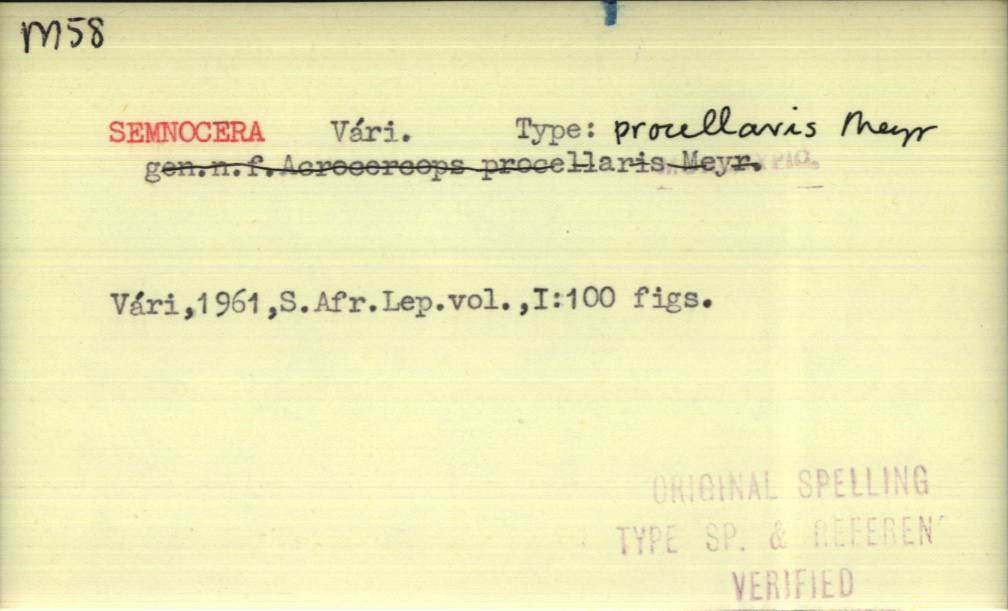 M58
SEMNOCERA Vári. Type: procellaris Meyr
gen.n.f.Acrocercops procellaris Meyr.
Vári,1961,S.Afr.Lep.vol.,I:100 figs.
ORIGINAL SPELLING
TYPE SP. & REFEREN
VERIFIED